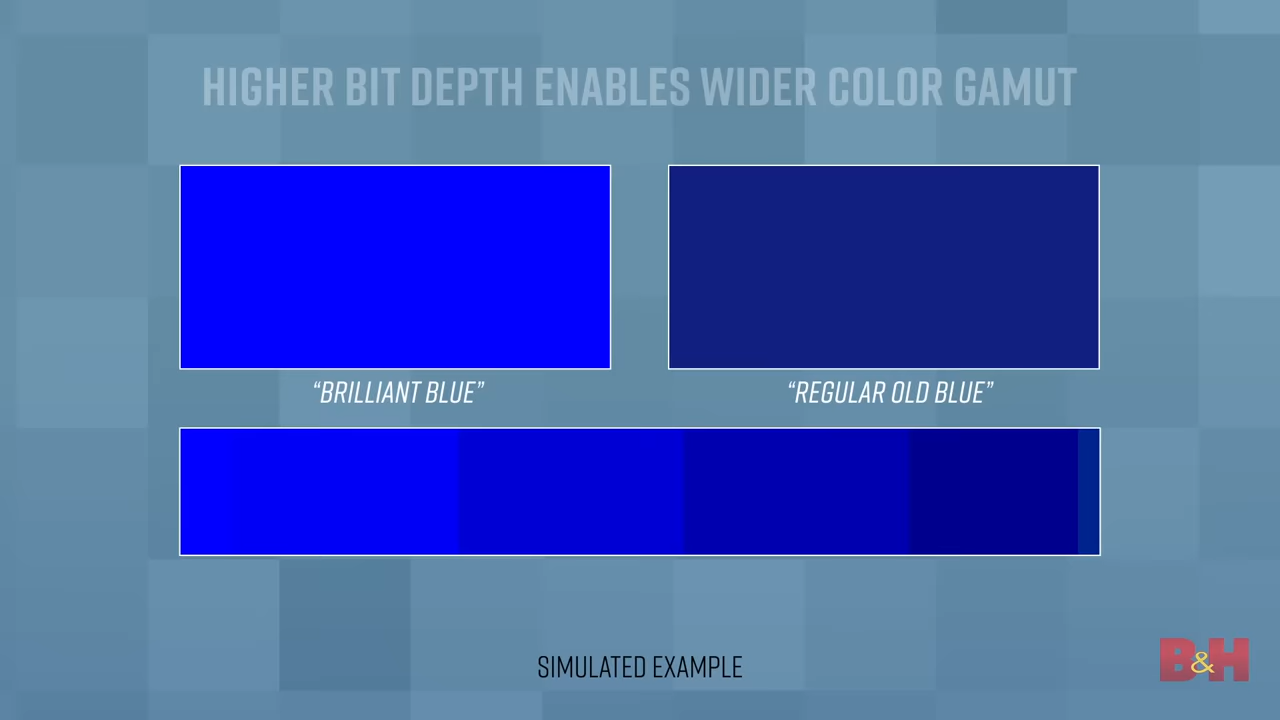 HIGHER BIT DEPTH ENABLES WIDER COLOR GAMUT
“BRILLIANT BLUE”
“REGULAR OLD BLUE”
SIMULATED EXAMPLE
B&H